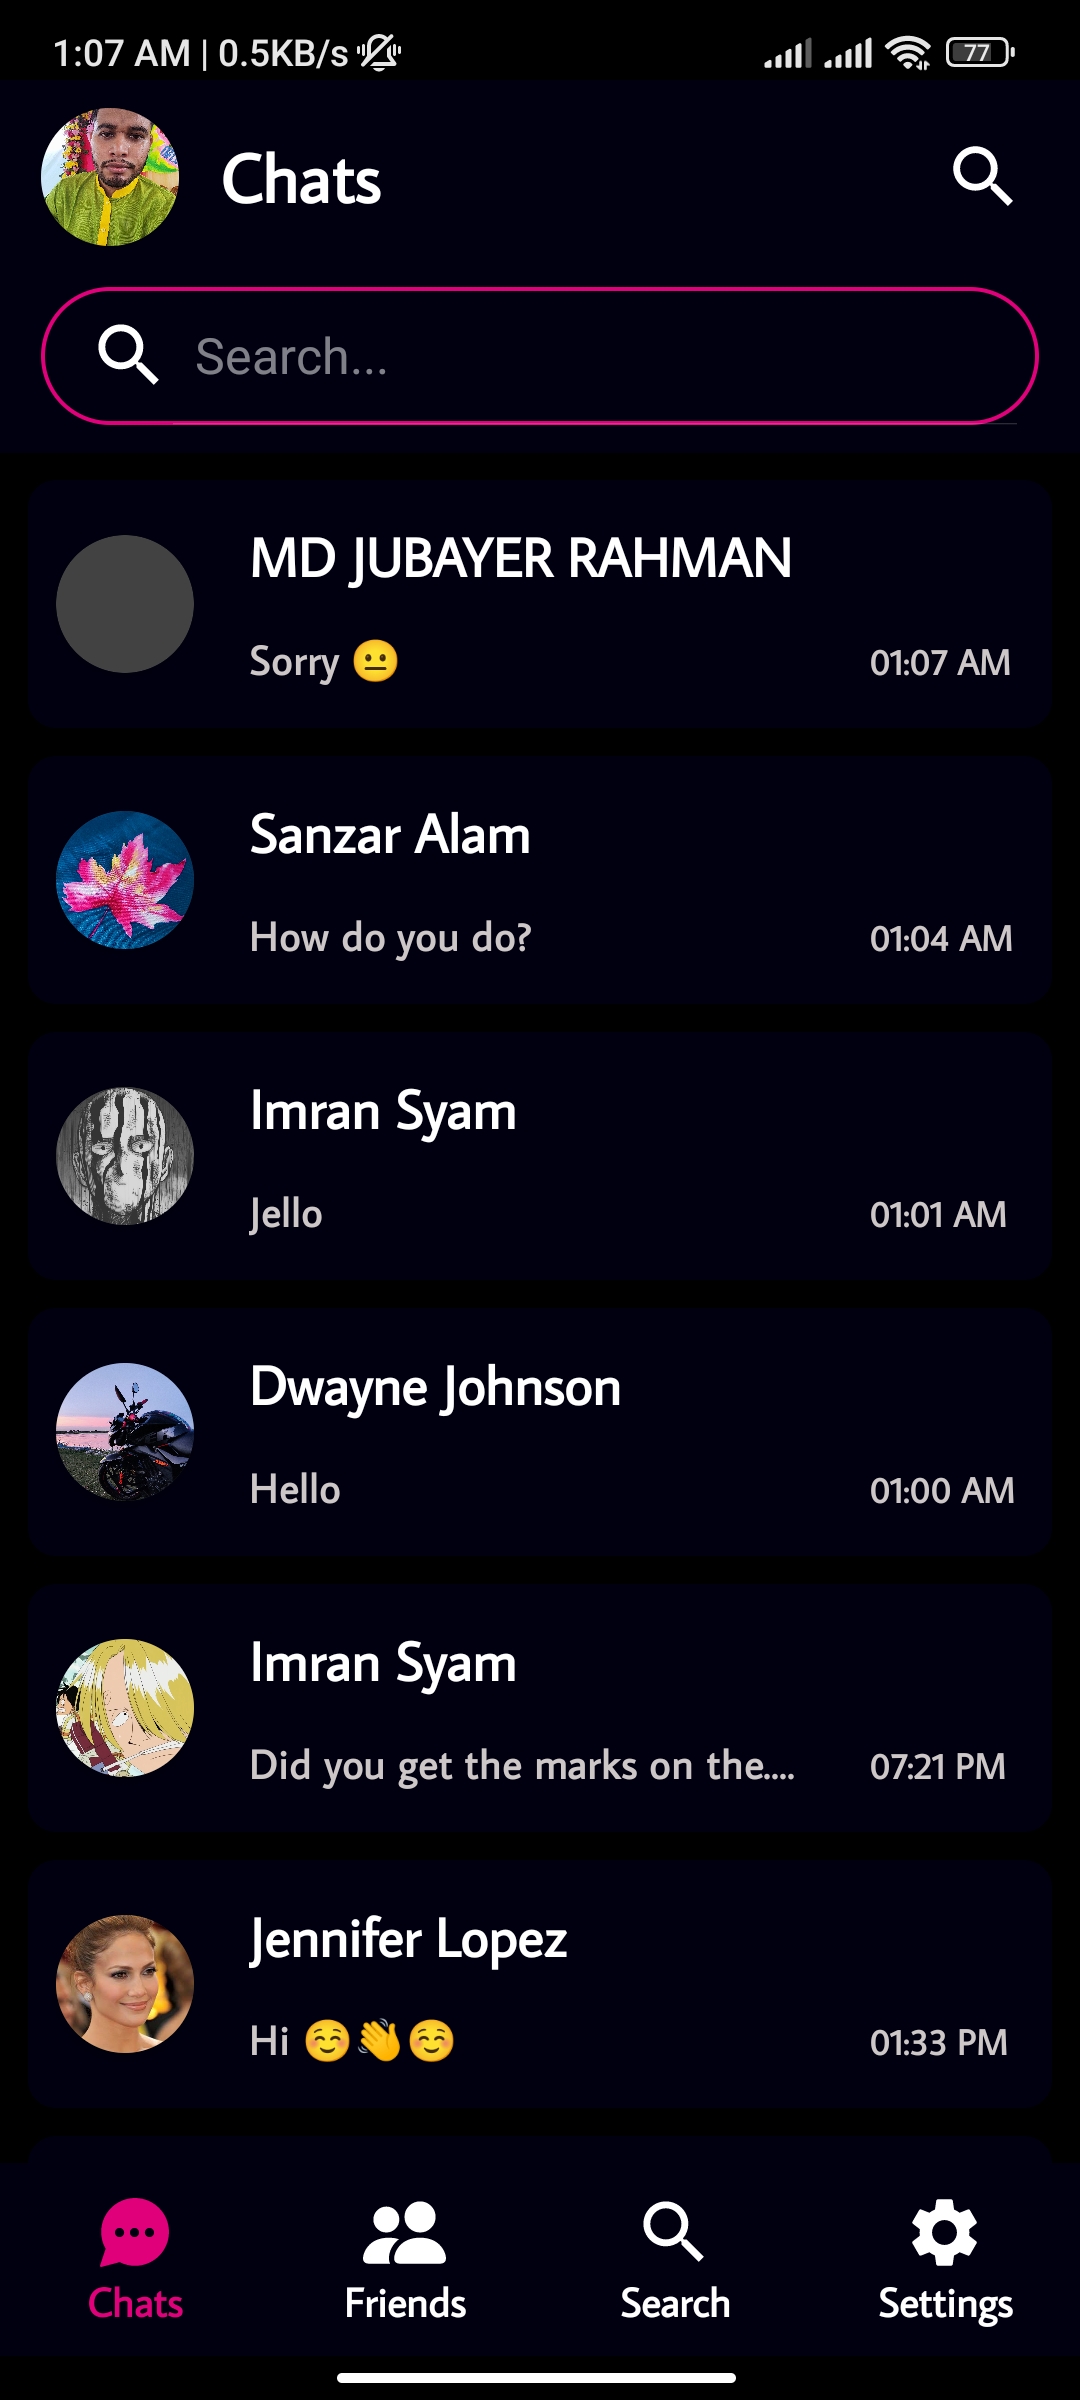 1:07 AM | 0.5KB/s 77
Chats
Search...
MD JUBAYER RAHMAN
Sorry 😐 01:07 AM
Sanzar Alam
How do you do? 01:04 AM
Imran Syam
Jello 01:01 AM
Dwayne Johnson
Hello 01:00 AM
Imran Syam
Did you get the marks on the.... 07:21 PM
Jennifer Lopez
Hi ☺️👋☺️ 01:33 PM
Chats Friends Search Settings